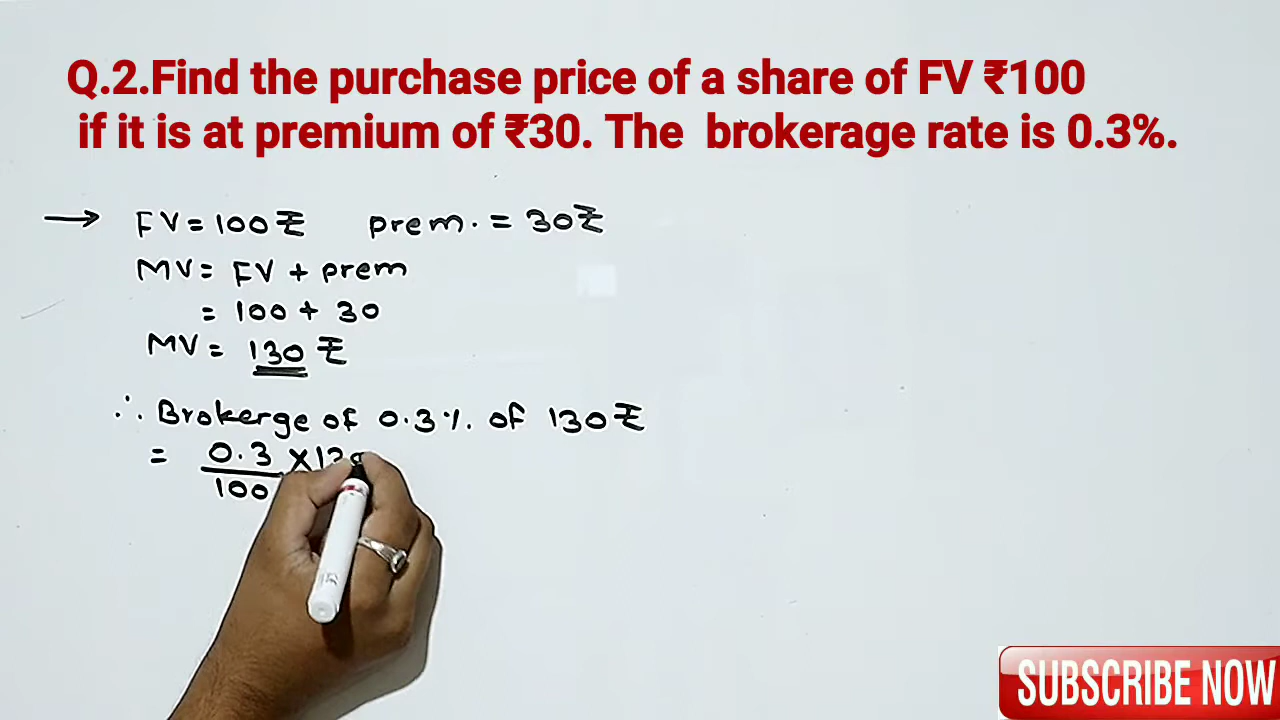 Q.2.Find the purchase price of a share of FV ₹100
if it is at premium of ₹30. The brokerage rate is 0.3%.
→ FV = 100 ₹ prem. = 30 ₹
MV = FV + prem
= 100 + 30
MV = 130 ₹
∴ Brokerge of 0.3 % of 130 ₹
= 0.3/100 ×
SUBSCRIBE NOW